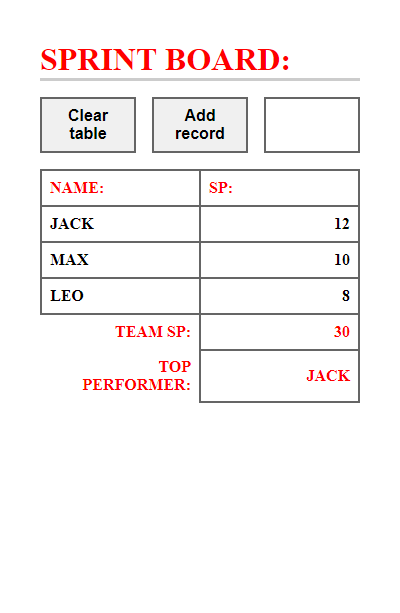 SPRINT BOARD:
Clear
table
Add
record
NAME: SP:
JACK 12
MAX 10
LEO 8
TEAM SP: 30
TOP
PERFORMER:
JACK